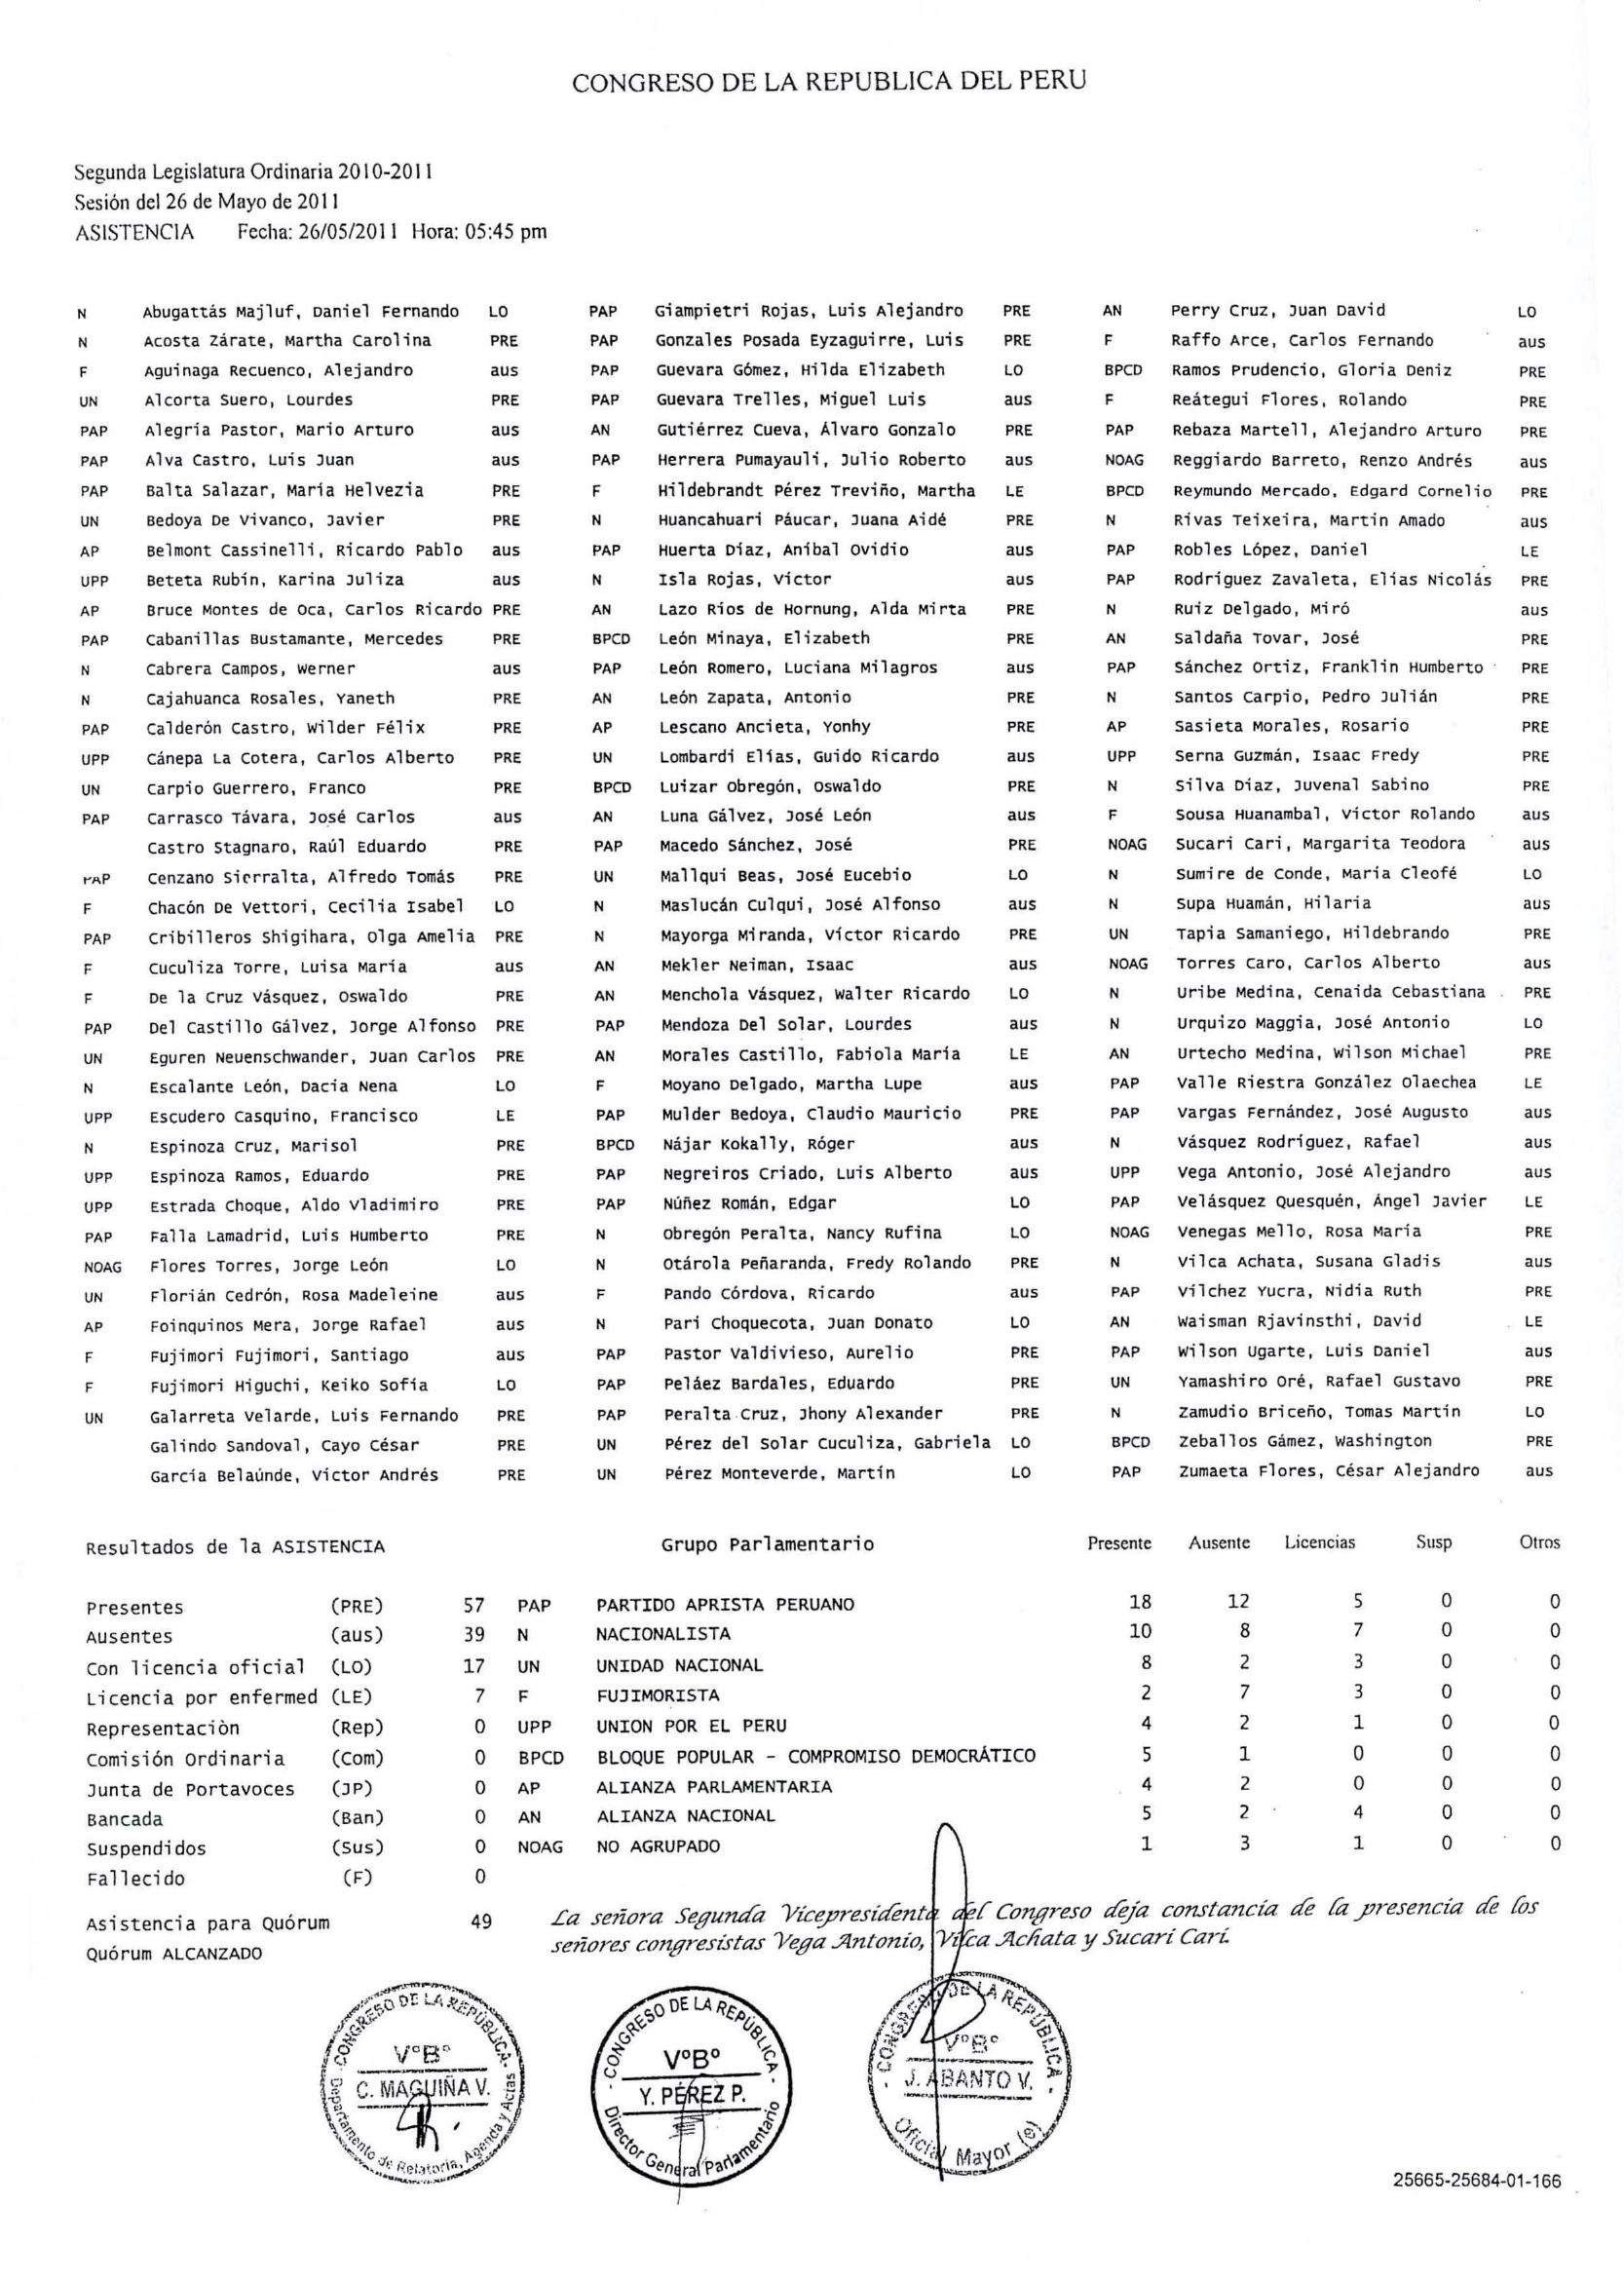 CONGRESO DE LA REPUBLICA DEL PERU
Segunda Legislatura Ordinaria 2010-2011
Sesión del 26 de Mayo de 2011
ASISTENCIA Fecha: 26/05/2011 Hora: 05:45 pm
N Abugattás Majluf, Daniel Fernando LO PAP Giampietri Rojas, Luis Alejandro PRE AN Perry Cruz, Juan David LO
N Acosta Zárate, Martha Carolina PRE PAP Gonzales Posada Eyzaguirre, Luis PRE F Raffo Arce, Carlos Fernando aus
F Aguinaga Recuenco, Alejandro aus PAP Guevara Gómez, Hilda Elizabeth LO BPCD Ramos Prudencio, Gloria Deniz PRE
UN Alcorta Suero, Lourdes PRE PAP Guevara Trelles, Miguel Luis aus F Reátegui Flores, Rolando PRE
PAP Alegría Pastor, Mario Arturo aus AN Gutiérrez Cueva, Álvaro Gonzalo PRE PAP Rebaza Martell, Alejandro Arturo PRE
PAP Alva Castro, Luis Juan aus PAP Herrera Pumayauli, Julio Roberto aus NOAG Reggiardo Barreto, Renzo Andrés aus
PAP Balta Salazar, María Helvezia PRE F Hildebrandt Pérez Treviño, Martha LE BPCD Reymundo Mercado, Edgard Cornelio PRE
UN Bedoya De Vivanco, Javier PRE N Huancahuari Páucar, Juana Aidé PRE N Rivas Teixeira, Martín Amado aus
AP Belmont Cassinelli, Ricardo Pablo aus PAP Huerta Díaz, Aníbal Ovidio aus PAP Robles López, Daniel LE
UPP Beteta Rubín, Karina Juliza aus N Isla Rojas, Víctor aus PAP Rodríguez Zavaleta, Elías Nicolás PRE
AP Bruce Montes de Oca, Carlos Ricardo PRE AN Lazo Ríos de Hornung, Alda Mirta PRE N Ruiz Delgado, Miró aus
PAP Cabanillas Bustamante, Mercedes PRE BPCD León Minaya, Elizabeth PRE AN Saldaña Tovar, José PRE
N Cabrera Campos, Werner aus PAP León Romero, Luciana Milagros aus PAP Sánchez Ortiz, Franklin Humberto PRE
N Cajahuanca Rosales, Yaneth PRE AN León Zapata, Antonio PRE N Santos Carpio, Pedro Julián PRE
PAP Calderón Castro, Wilder Félix PRE AP Lescano Ancieta, Yonhy PRE AP Sasieta Morales, Rosario PRE
UPP Cánepa La Cotera, Carlos Alberto PRE UN Lombardi Elías, Guido Ricardo aus UPP Serna Guzmán, Isaac Fredy PRE
UN Carpio Guerrero, Franco PRE BPCD Luizar Obregón, Oswaldo PRE N Silva Díaz, Juvenal Sabino PRE
PAP Carrasco Távara, José Carlos aus AN Luna Gálvez, José León aus F Sousa Huanambal, Víctor Rolando aus
Castro Stagnaro, Raúl Eduardo PRE PAP Macedo Sánchez, José PRE NOAG Sucari Cari, Margarita Teodora aus
PAP Cenzano Sierralta, Alfredo Tomás PRE UN Mallqui Beas, José Eucebio LO N Sumire de Conde, María Cleofé LO
F Chacón De Vettori, Cecilia Isabel LO N Maslucán Culqui, José Alfonso aus N Supa Huamán, Hilaria aus
PAP Cribilleros Shigihara, Olga Amelia PRE N Mayorga Miranda, Víctor Ricardo PRE UN Tapia Samaniego, Hildebrando PRE
F Cuculiza Torre, Luisa María aus AN Mekler Neiman, Isaac aus NOAG Torres Caro, Carlos Alberto aus
F De la Cruz Vásquez, Oswaldo PRE AN Menchola Vásquez, Walter Ricardo LO N Uribe Medina, Cenaida Cebastiana PRE
PAP Del Castillo Gálvez, Jorge Alfonso PRE PAP Mendoza Del Solar, Lourdes aus N Urquizo Maggia, José Antonio LO
UN Eguren Neuenschwander, Juan Carlos PRE AN Morales Castillo, Fabiola María LE AN Urtecho Medina, Wilson Michael PRE
N Escalante León, Dacia Nena LO F Moyano Delgado, Martha Lupe aus PAP Valle Riestra González Olaechea LE
UPP Escudero Casquino, Francisco LE PAP Mulder Bedoya, Claudio Mauricio PRE PAP Vargas Fernández, José Augusto aus
N Espinoza Cruz, Marisol PRE BPCD Nájar Kokally, Róger aus N Vásquez Rodríguez, Rafael aus
UPP Espinoza Ramos, Eduardo PRE PAP Negreiros Criado, Luis Alberto aus UPP Vega Antonio, José Alejandro aus
UPP Estrada Choque, Aldo Vladimiro PRE PAP Núñez Román, Edgar LO PAP Velásquez Quesquén, Ángel Javier LE
PAP Falla Lamadrid, Luis Humberto PRE N Obregón Peralta, Nancy Rufina LO NOAG Venegas Mello, Rosa María PRE
NOAG Flores Torres, Jorge León LO N Otárola Peñaranda, Fredy Rolando PRE N Vilca Achata, Susana Gladis aus
UN Florián Cedrón, Rosa Madeleine aus F Pando Córdova, Ricardo aus PAP Vílchez Yucra, Nidia Ruth PRE
AP Foinquinos Mera, Jorge Rafael aus N Pari Choquecota, Juan Donato LO AN Waisman Rjavinsthi, David LE
F Fujimori Fujimori, Santiago aus PAP Pastor Valdivieso, Aurelio PRE PAP Wilson Ugarte, Luis Daniel aus
F Fujimori Higuchi, Keiko Sofía LO PAP Peláez Bardales, Eduardo PRE UN Yamashiro Oré, Rafael Gustavo PRE
UN Galarreta Velarde, Luis Fernando PRE PAP Peralta Cruz, Jhony Alexander PRE N Zamudio Briceño, Tomas Martín LO
Galindo Sandoval, Cayo César PRE UN Pérez del Solar Cuculiza, Gabriela LO BPCD Zeballos Gámez, Washington PRE
García Belaúnde, Víctor Andrés PRE UN Pérez Monteverde, Martín LO PAP Zumaeta Flores, César Alejandro aus
Resultados de la ASISTENCIA Grupo Parlamentario Presente Ausente Licencias Susp Otros
Presentes (PRE) 57 PAP PARTIDO APRISTA PERUANO 18 12 5 0 0
Ausentes (aus) 39 N NACIONALISTA 10 8 7 0 0
Con licencia oficial (LO) 17 UN UNIDAD NACIONAL 8 2 3 0 0
Licencia por enfermed (LE) 7 F FUJIMORISTA 2 7 3 0 0
Representaciòn (Rep) 0 UPP UNION POR EL PERU 4 2 1 0 0
Comisión Ordinaria (Com) 0 BPCD BLOQUE POPULAR - COMPROMISO DEMOCRÁTICO 5 1 0 0 0
Junta de Portavoces (JP) 0 AP ALIANZA PARLAMENTARIA 4 2 0 0 0
Bancada (Ban) 0 AN ALIANZA NACIONAL 5 2 4 0 0
Suspendidos (Sus) 0 NOAG NO AGRUPADO 1 3 1 0 0
Fallecido (F) 0
Asistencia para Quórum 49
Quórum ALCANZADO
La señora Segunda Vicepresidenta del Congreso deja constancia de la presencia de los
señores congresistas Vega Antonio, Vilca Achata y Sucari Cari.
- CONGRESO DE LA REPÚBLICA -
V°B°
C. MAGUIÑA V.
Departamento de Relatoría, Agenda y Actas
- CONGRESO DE LA REPÚBLICA -
V°B°
Y. PÉREZ P.
Director General Parlamentario
- CONGRESO DE LA REPÚBLICA -
V°B°
J. ABANTO V.
Oficial Mayor (e)
25665-25684-01-166